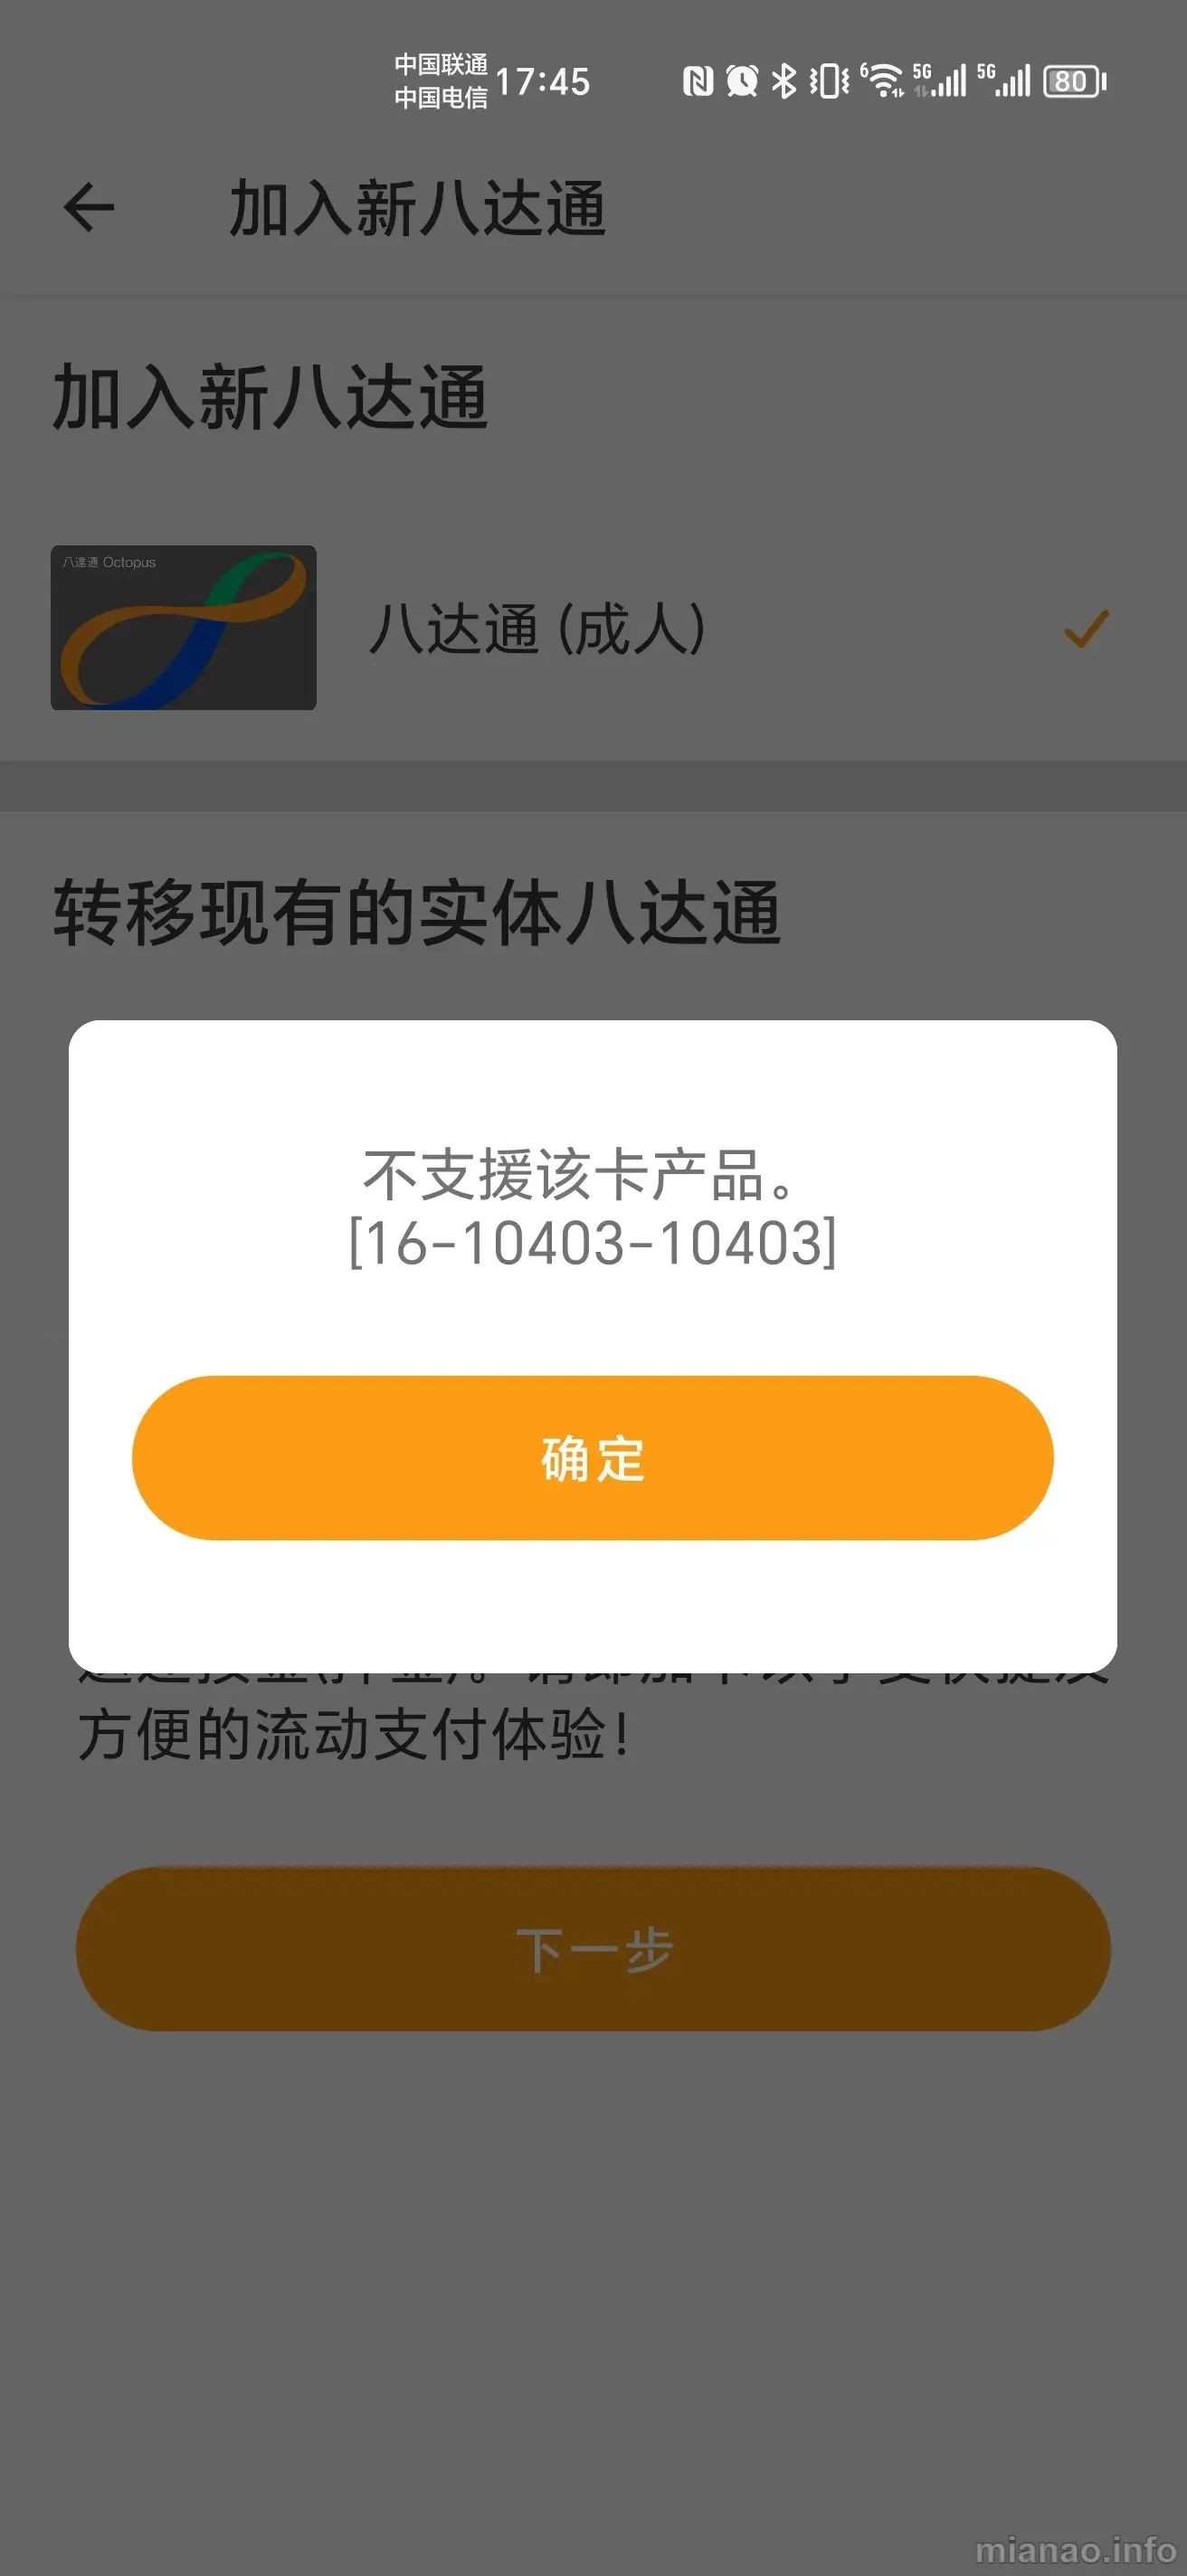 中国联通
中国电信
17:45
6
5G
5G
80
加入新八达通
加入新八达通
八達通 Octopus
八达通 (成人)
转移现有的实体八达通
不支援该卡产品。
[16-10403-10403]
确定
方便的流动支付体验!
下一步
mianao.info